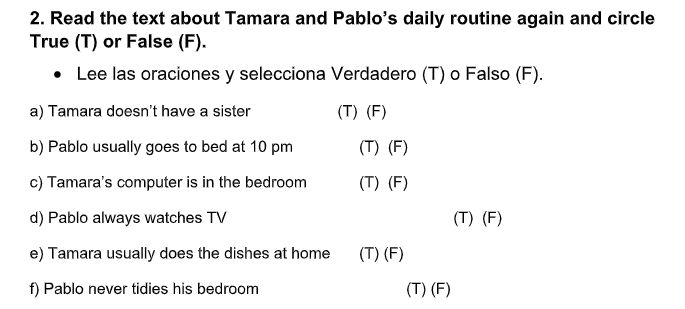 2. Read the text about Tamara and Pablo's daily routine again and circle
True (T) or False (F).
• Lee las oraciones y selecciona Verdadero (T) o Falso (F).
a) Tamara doesn't have a sister (T) (F)
b) Pablo usually goes to bed at 10 pm (T) (F)
c) Tamara's computer is in the bedroom (T) (F)
d) Pablo always watches TV (T) (F)
e) Tamara usually does the dishes at home (T) (F)
f) Pablo never tidies his bedroom (T) (F)